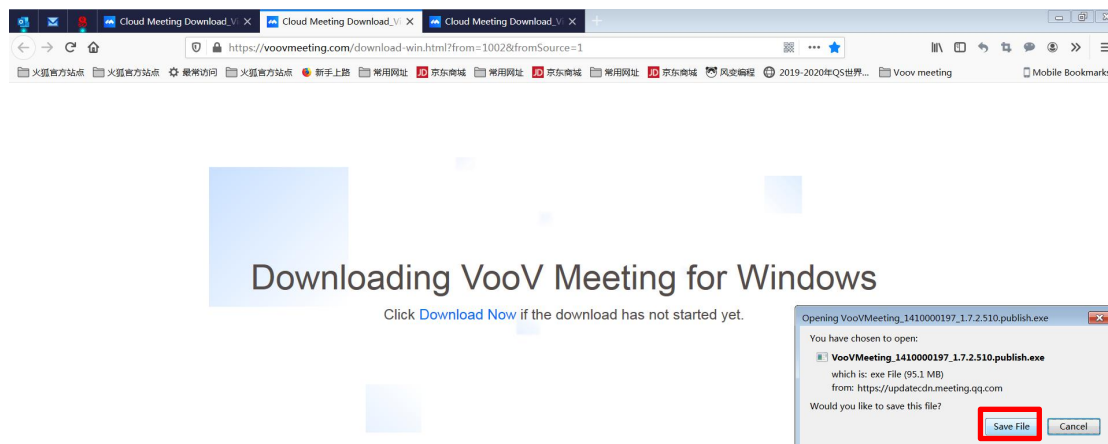 Cloud Meeting Download_Vi Cloud Meeting Download_Vi Cloud Meeting Download_Vi
https://voovmeeting.com/download-win.html?from=1002&fromSource=1
火狐官方站点 火狐官方站点 最常访问 火狐官方站点 新手上路 常用网址 JD 京东商城 常用网址 JD 京东商城 常用网址 JD 京东商城 风变编程 2019-2020年QS世界... Voov meeting Mobile Bookmarks
Downloading VooV Meeting for Windows
Click Download Now if the download has not started yet.
Opening VooVMeeting_1410000197_1.7.2.510.publish.exe
You have chosen to open:
VooVMeeting_1410000197_1.7.2.510.publish.exe
which is: exe File (95.1 MB)
from: https://updatecdn.meeting.qq.com
Would you like to save this file?
Save File Cancel